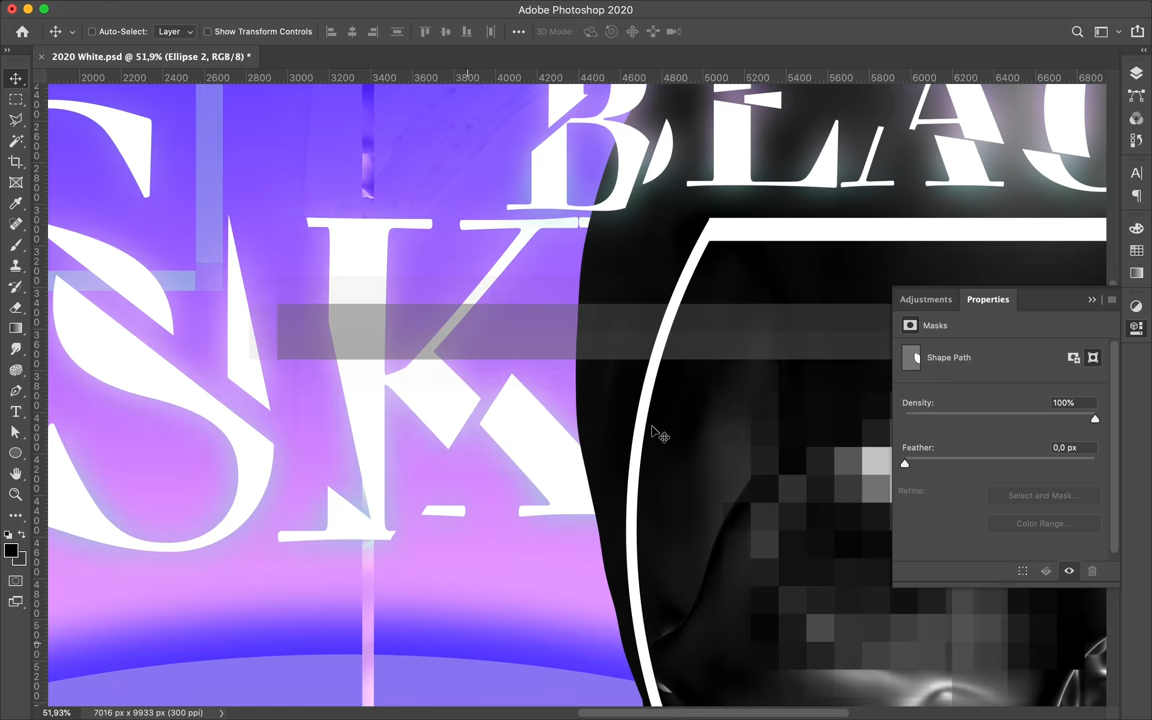 Adobe Photoshop 2020
Auto-Select: Layer Show Transform Controls 3D Mode:
2020 White.psd @ 51,9% (Ellipse 2, RGB/8) *
2000 2200 2400 2600 2800 3000 3200 3400 3600 3800 4000 4200 4400 4600 4800 5000 5200 5400 5600 5800 6000 6200 6400 6600 6800
BLAC
SK
Adjustments Properties
Masks
Shape Path
Density: 100%
Feather: 0,0 px
Refine: Select and Mask...
Color Range...
51,93% 7016 px x 9933 px (300 ppi)